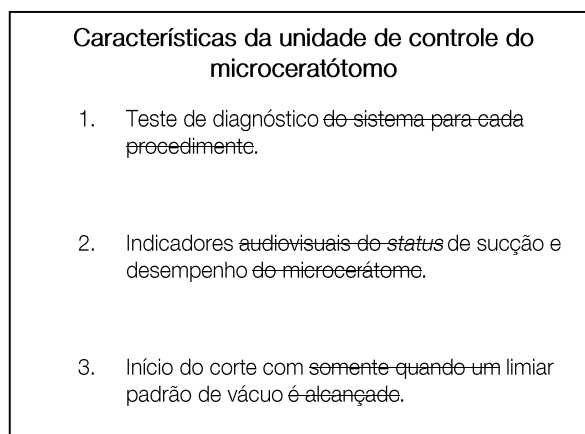 Características da unidade de controle do
microceratótomo
1. Teste de diagnóstico do sistema para cada
procedimento.
2. Indicadores audiovisuais do status de sucção e
desempenho do microcerátomo.
3. Início do corte com somente quando um limiar
padrão de vácuo é alcançado.